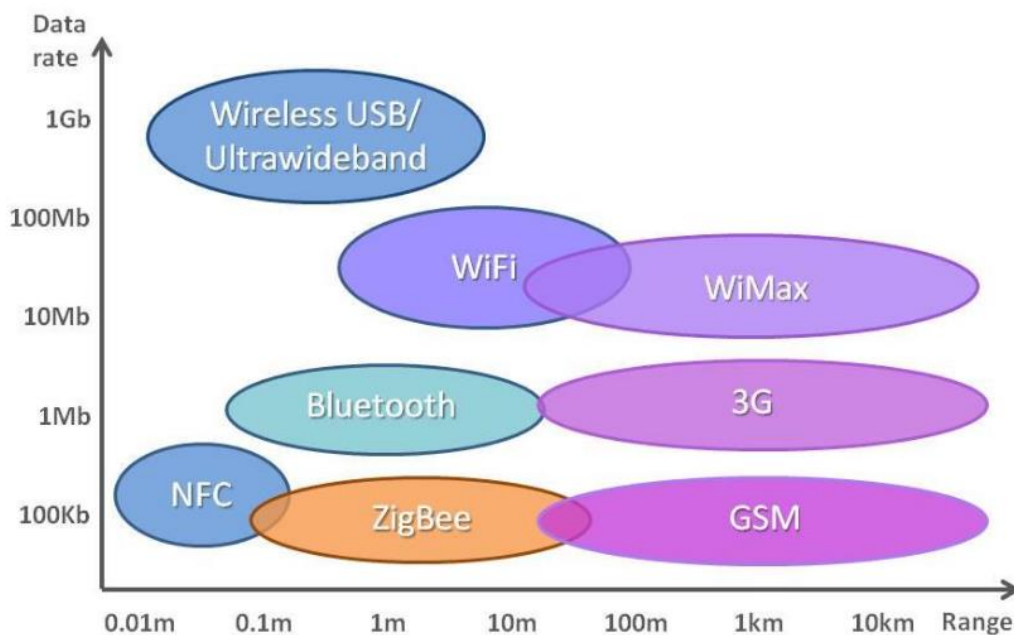 Data
rate
1Gb
Wireless USB/
Ultrawideband
100Mb
WiFi
WiMax
10Mb
Bluetooth
3G
1Mb
NFC
ZigBee
GSM
100Kb
0.01m 0.1m 1m 10m 100m 1km 10km Range